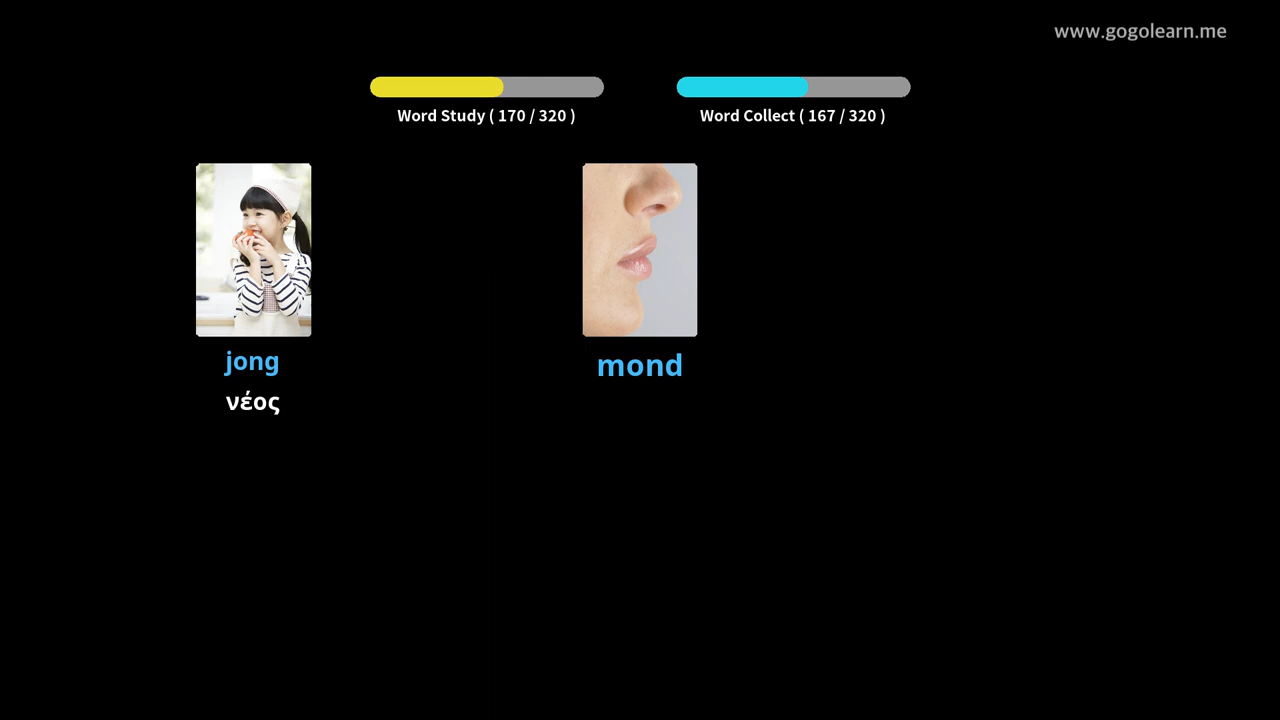 www.gogolearn.me
Word Study ( 170 / 320 )
Word Collect ( 167 / 320 )
jong
νέος
mond